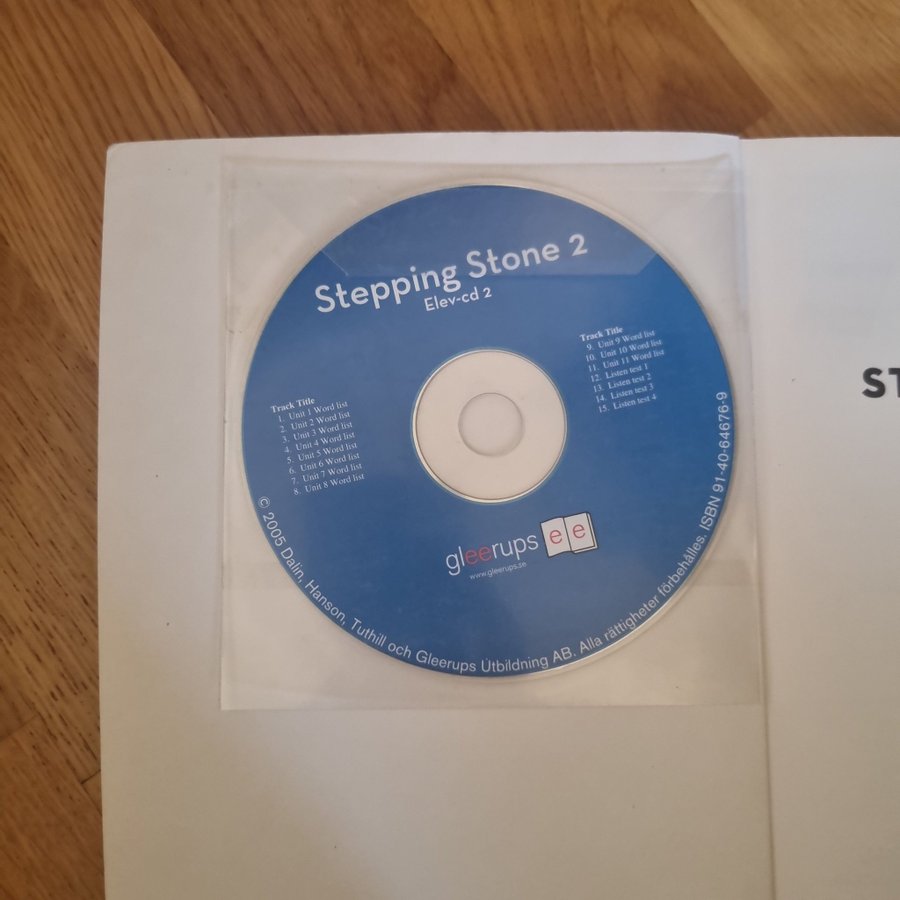 Stepping Stone 2
Elev-cd 2
Track Title
1. Unit 1 Word list
2. Unit 2 Word list
3. Unit 3 Word list
4. Unit 4 Word list
5. Unit 5 Word list
6. Unit 6 Word list
7. Unit 7 Word list
8. Unit 8 Word list
Track Title
9. Unit 9 Word list
10. Unit 10 Word list
11. Unit 11 Word list
12. Listen test 1
13. Listen test 2
14. Listen test 3
15. Listen test 4
gleerups ee
www.gleerups.se
© 2005 Dalin, Hanson, Tuthill och Gleerups Utbildning AB. Alla rättigheter förbehålles. ISBN 91-40-64676-9
ST